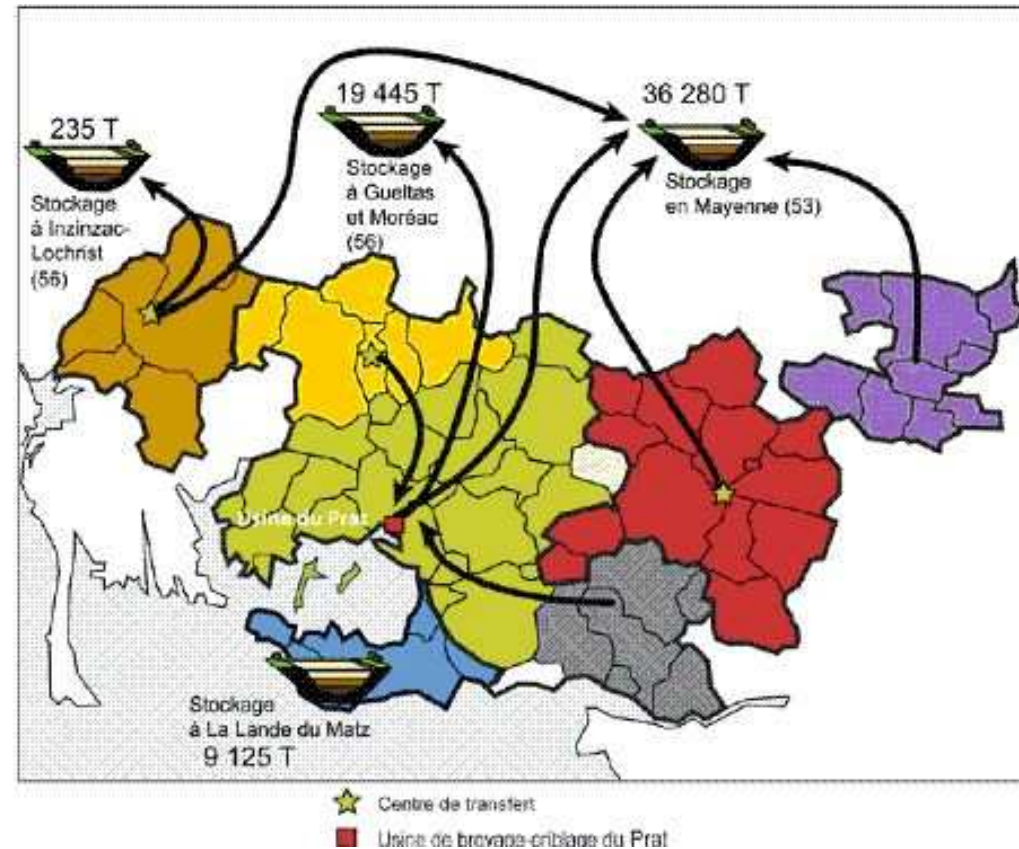 235 T
Stockage
à Inzinzac-
Lochrist
(56)
19 445 T
Stockage
à Gueltas
et Moréac
(56)
36 280 T
Stockage
en Mayenne (53)
Usine du Prat
Stockage
à La Lande du Matz
9 125 T
Centre de transfert
Usine de broyage-criblage du Prat